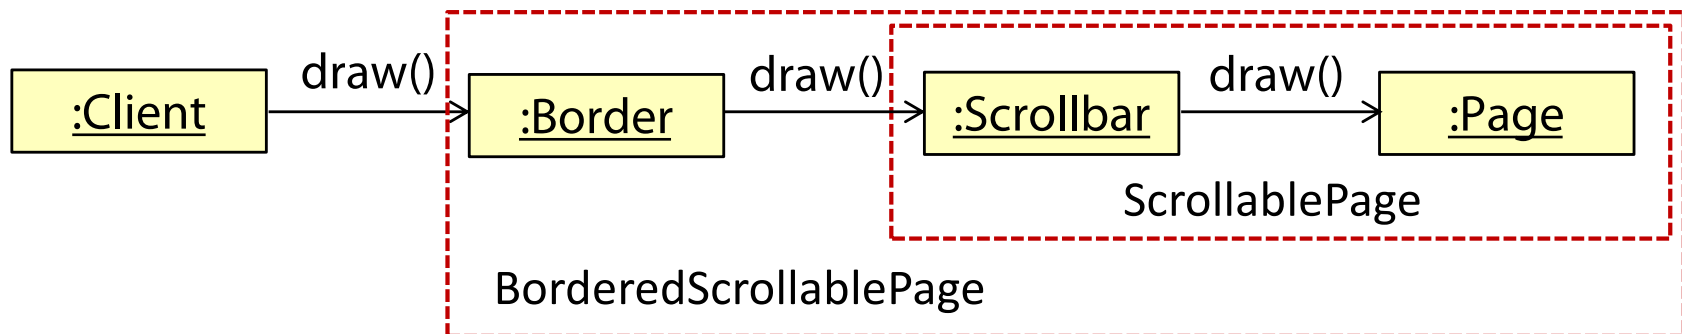 draw() draw() draw()
:Client :Border :Scrollbar :Page
ScrollablePage
BorderedScrollablePage